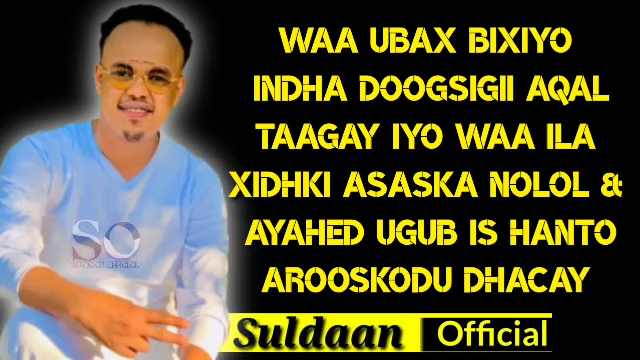 WAA UBAX BIXIYO
INDHA DOOGSIGII AQAL
TAAGAY IYO WAA ILA
XIDHKI ASASKA NOLOL &
AYAHED UGUB IS HANTO
AROOSKODU DHACAY
SO
Suldaan Official